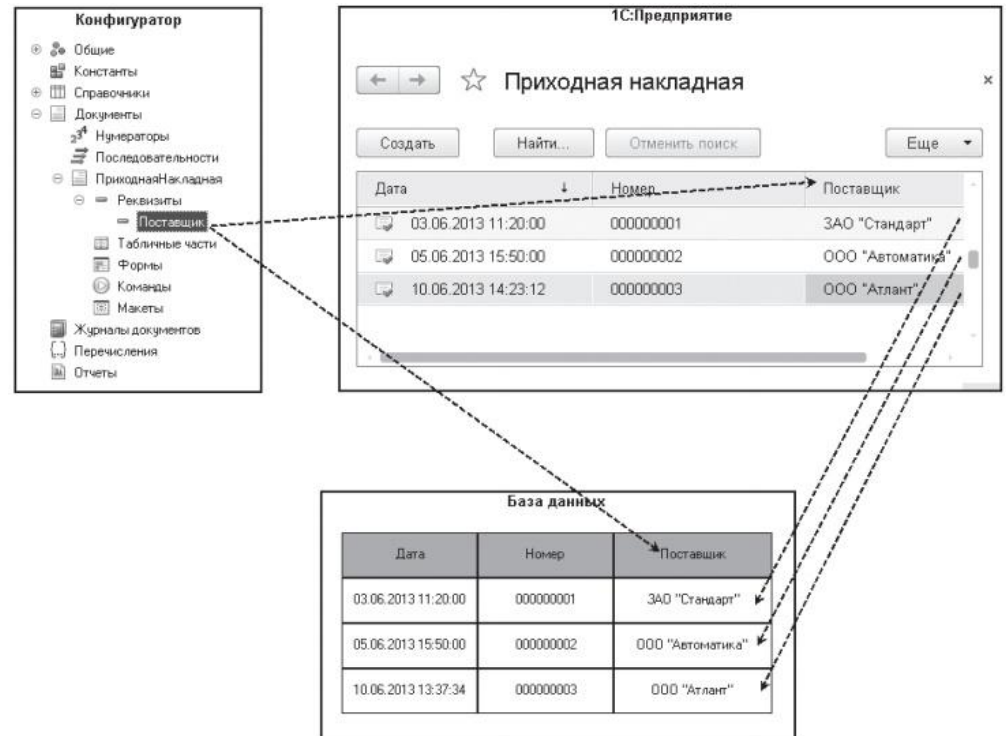 Конфигуратор
Общие
Константы
Справочники
Документы
Нумераторы
Последовательности
ПриходнаяНакладная
Реквизиты
Поставщик
Табличные части
Формы
Команды
Макеты
Журналы документов
Перечисления
Отчеты
1С:Предприятие
Приходная накладная
Создать Найти... Отменить поиск Еще
Дата Номер Поставщик
03.06.2013 11:20:00 000000001 ЗАО "Стандарт"
05.06.2013 15:50:00 000000002 ООО "Автоматика"
10.06.2013 14:23:12 000000003 ООО "Атлант"
База данных
Дата Номер Поставщик
03.06.2013 11:20:00 000000001 ЗАО "Стандарт"
05.06.2013 15:50:00 000000002 ООО "Автоматика"
10.06.2013 13:37:34 000000003 ООО "Атлант"